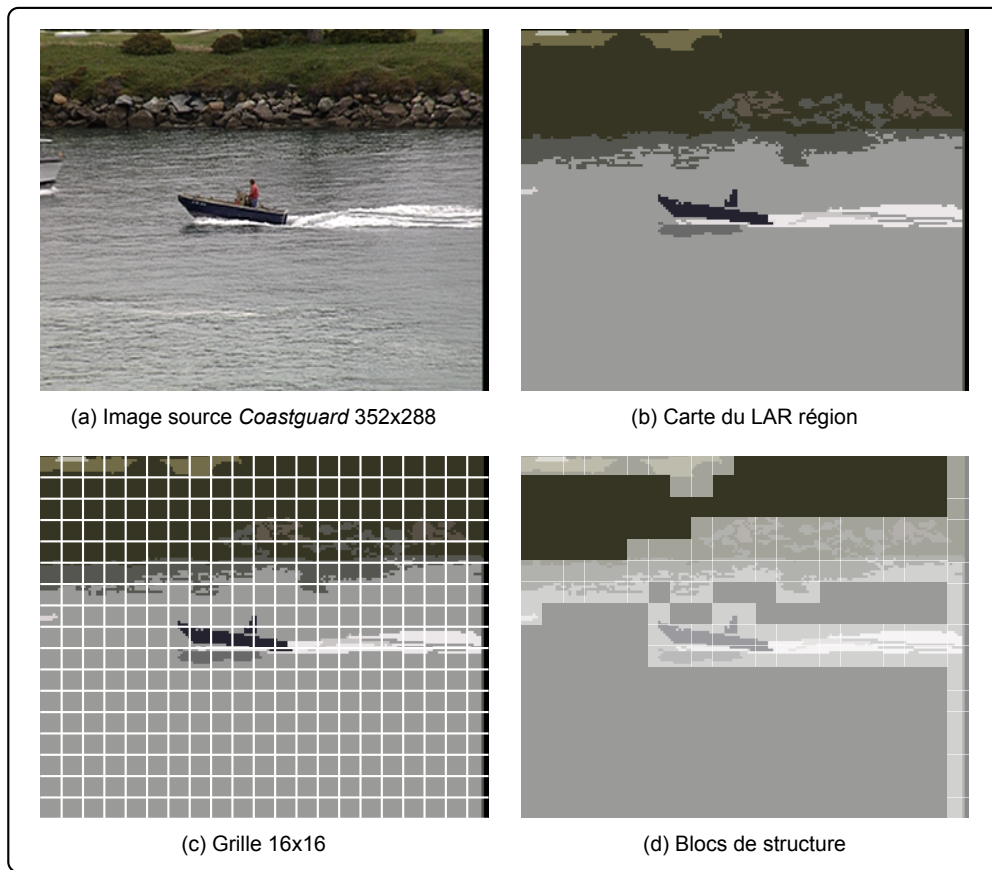 (a) Image source Coastguard 352x288
(b) Carte du LAR région
(c) Grille 16x16
(d) Blocs de structure